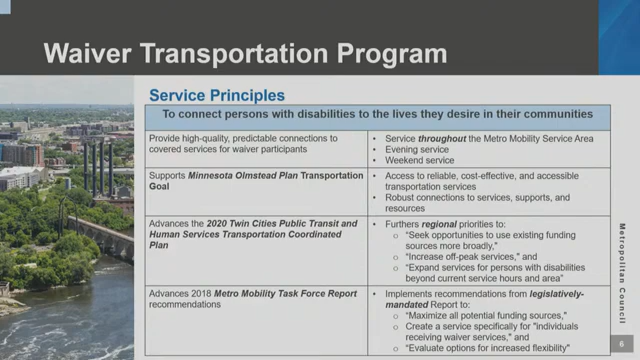 Waiver Transportation Program
Service Principles
To connect persons with disabilities to the lives they desire in their communities
Provide high-quality, predictable connections to
covered services for waiver participants
• Service throughout the Metro Mobility Service Area
• Evening service
• Weekend service
Supports Minnesota Olmstead Plan Transportation
Goal
• Access to reliable, cost-effective, and accessible
transportation services
• Robust connections to services, supports, and
resources
Advances the 2020 Twin Cities Public Transit and
Human Services Transportation Coordinated
Plan
• Furthers regional priorities to:
o "Seek opportunities to use existing funding
sources more broadly,"
o "Increase off-peak services," and
o "Expand services for persons with disabilities
beyond current service hours and area"
Advances 2018 Metro Mobility Task Force Report
recommendations
• Implements recommendations from legislatively-
mandated Report to:
o "Maximize all potential funding sources,"
o Create a service specifically for "individuals
receiving waiver services," and
o "Evaluate options for increased flexibility"
Metropolitan Council
6